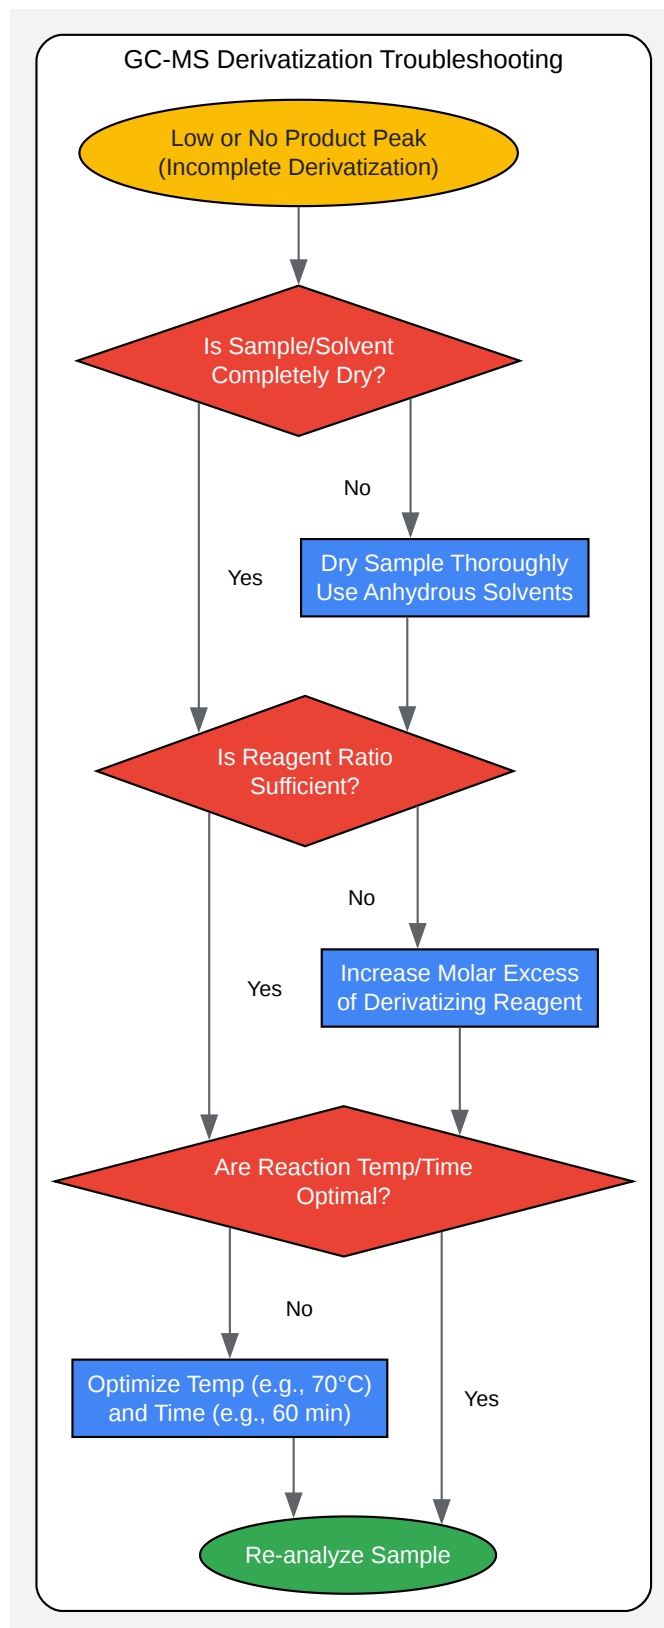 GC-MS Derivatization Troubleshooting
Low or No Product Peak
(Incomplete Derivatization)
Is Sample/Solvent
Completely Dry?
No
Yes
Dry Sample Thoroughly
Use Anhydrous Solvents
Is Reagent Ratio
Sufficient?
No
Yes
Increase Molar Excess
of Derivatizing Reagent
Are Reaction Temp/Time
Optimal?
No
Yes
Optimize Temp (e.g., 70°C)
and Time (e.g., 60 min)
Re-analyze Sample